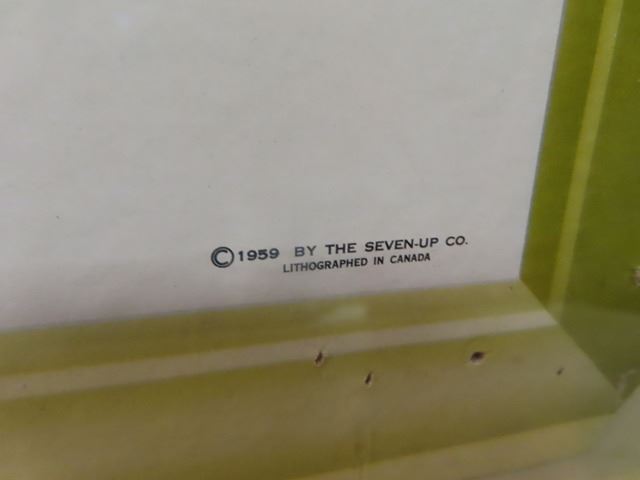 ©1959 BY THE SEVEN-UP CO.
LITHOGRAPHED IN CANADA